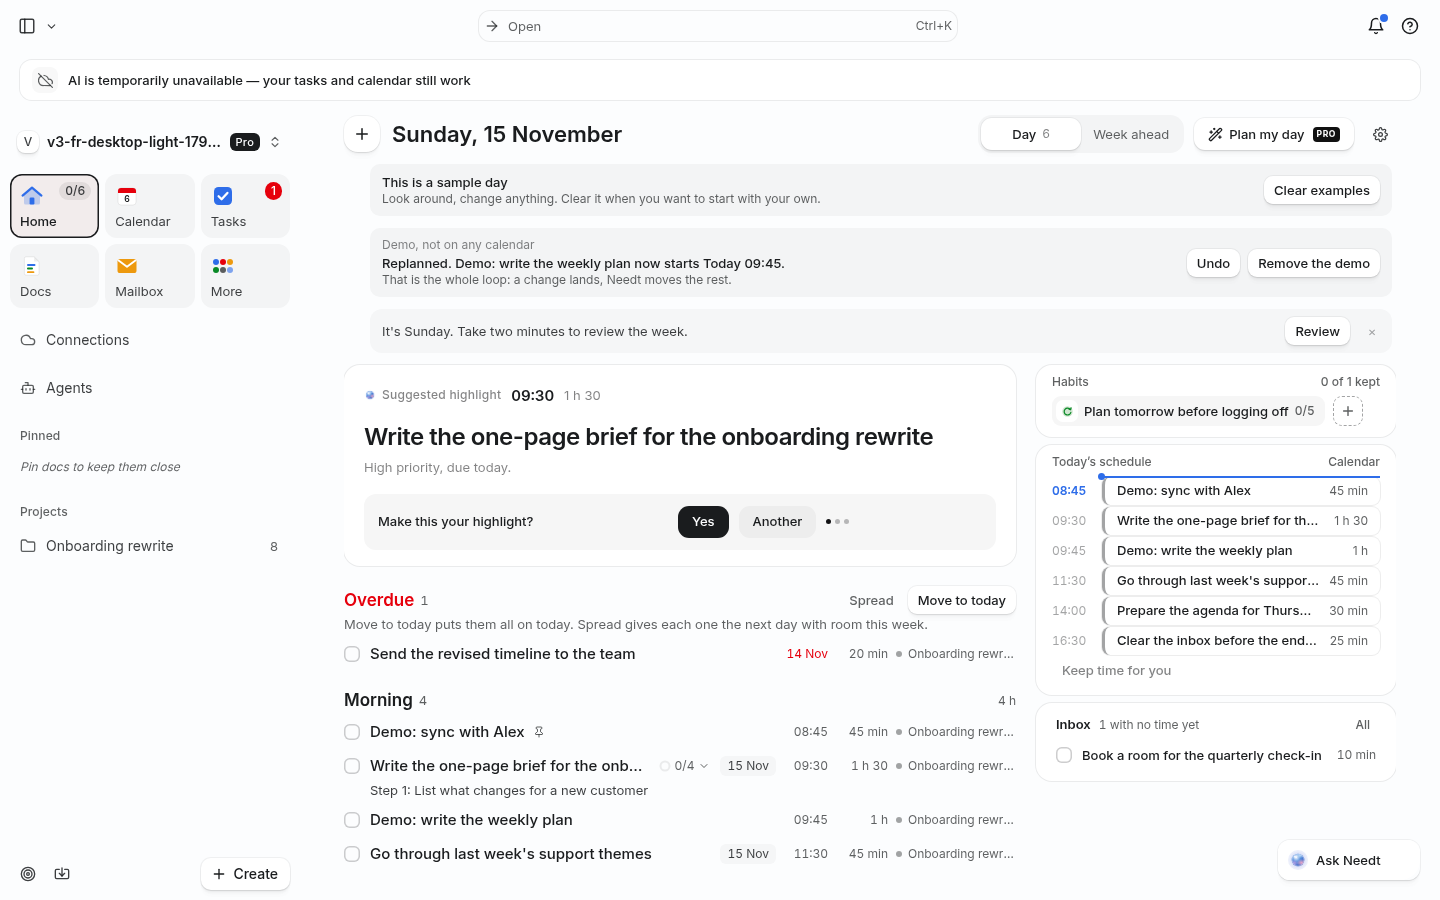 Open
Ctrl+K
AI is temporarily unavailable — your tasks and calendar still work
V
v3-fr-desktop-light-179...
Pro
0/6
Home
6
Calendar
1
Tasks
Docs
Mailbox
More
Connections
Agents
Pinned
Pin docs to keep them close
Projects
Onboarding rewrite
8
Create
Sunday, 15 November
Day 6
Week ahead
Plan my day PRO
This is a sample day
Look around, change anything. Clear it when you want to start with your own.
Clear examples
Demo, not on any calendar
Replanned. Demo: write the weekly plan now starts Today 09:45.
That is the whole loop: a change lands, Needt moves the rest.
Undo
Remove the demo
It's Sunday. Take two minutes to review the week.
Review
×
Suggested highlight 09:30 1 h 30
Write the one-page brief for the onboarding rewrite
High priority, due today.
Make this your highlight?
Yes
Another
Overdue 1
Spread
Move to today
Move to today puts them all on today. Spread gives each one the next day with room this week.
Send the revised timeline to the team 14 Nov 20 min Onboarding rewr...
Morning 4 4 h
Demo: sync with Alex 08:45 45 min Onboarding rewr...
Write the one-page brief for the onb... 0/4 15 Nov 09:30 1 h 30 Onboarding rewr...
Step 1: List what changes for a new customer
Demo: write the weekly plan 09:45 1 h Onboarding rewr...
Go through last week's support themes 15 Nov 11:30 45 min Onboarding rewr...
Habits 0 of 1 kept
Plan tomorrow before logging off 0/5
Today's schedule Calendar
08:45 Demo: sync with Alex 45 min
09:30 Write the one-page brief for th... 1 h 30
09:45 Demo: write the weekly plan 1 h
11:30 Go through last week's suppor... 45 min
14:00 Prepare the agenda for Thurs... 30 min
16:30 Clear the inbox before the end... 25 min
Keep time for you
Inbox 1 with no time yet All
Book a room for the quarterly check-in 10 min
Ask Needt